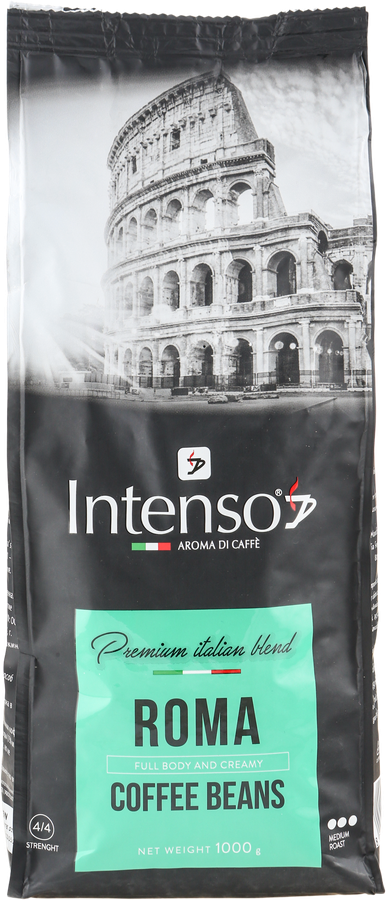 Intenso®
AROMA DI CAFFÈ
Premium italian blend
ROMA
FULL BODY AND CREAMY
COFFEE BEANS
NET WEIGHT 1000 g
4/4
STRENGHT
MEDIUM
ROAST